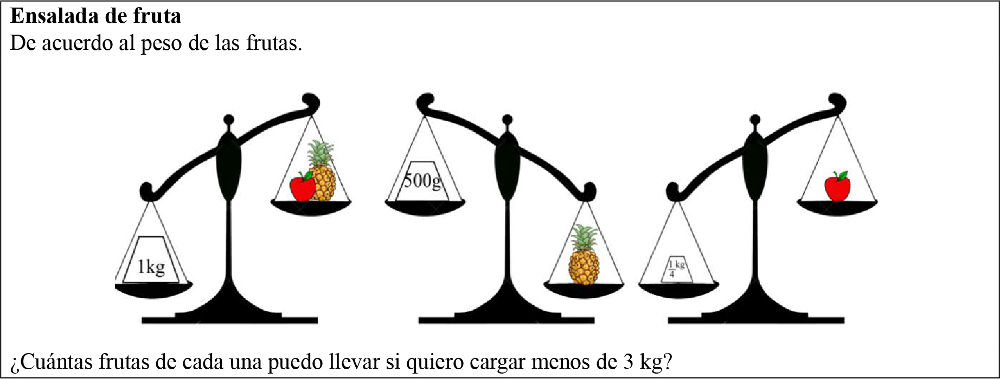 Ensalada de fruta
De acuerdo al peso de las frutas.
1kg
500g
1/4 kg
¿Cuántas frutas de cada una puedo llevar si quiero cargar menos de 3 kg?